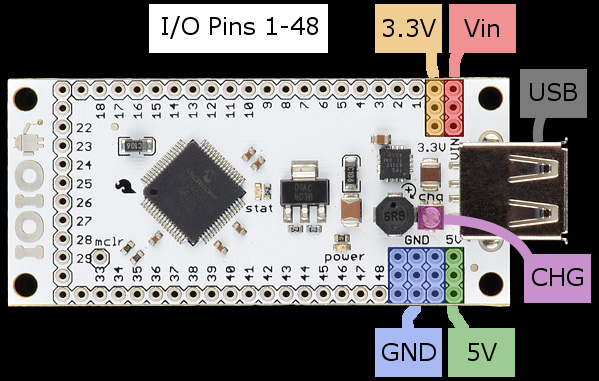 I/O Pins 1-48
3.3V
Vin
USB
18 17 16 15 14 13 12 11 10 9 8 7 6 5 4 3 2 1
3.3V
VIN
22
23
24
25
26
27
28
29
IOIO
stat
chg
5R8
mclr
power
GND 5V
33 34 35 36 37 38 39 40 41 42 43 44 45 46 47 48
CHG
GND
5V